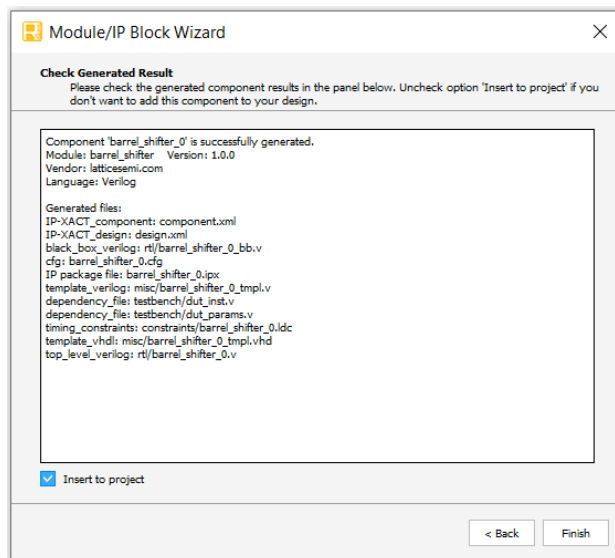 Module/IP Block Wizard
Check Generated Result
Please check the generated component results in the panel below. Uncheck option 'Insert to project' if you
don't want to add this component to your design.
Component 'barrel_shifter_0' is successfully generated.
Module: barrel_shifter Version: 1.0.0
Vendor: latticesemi.com
Language: Verilog
Generated files:
IP-XACT_component: component.xml
IP-XACT_design: design.xml
black_box_verilog: rtl/barrel_shifter_0_bb.v
cfg: barrel_shifter_0.cfg
IP package file: barrel_shifter_0.ipx
template_verilog: misc/barrel_shifter_0_tmpl.v
dependency_file: testbench/dut_inst.v
dependency_file: testbench/dut_params.v
timing_constraints: constraints/barrel_shifter_0.ldc
template_vhdl: misc/barrel_shifter_0_tmpl.vhd
top_level_verilog: rtl/barrel_shifter_0.v
Insert to project
< Back Finish